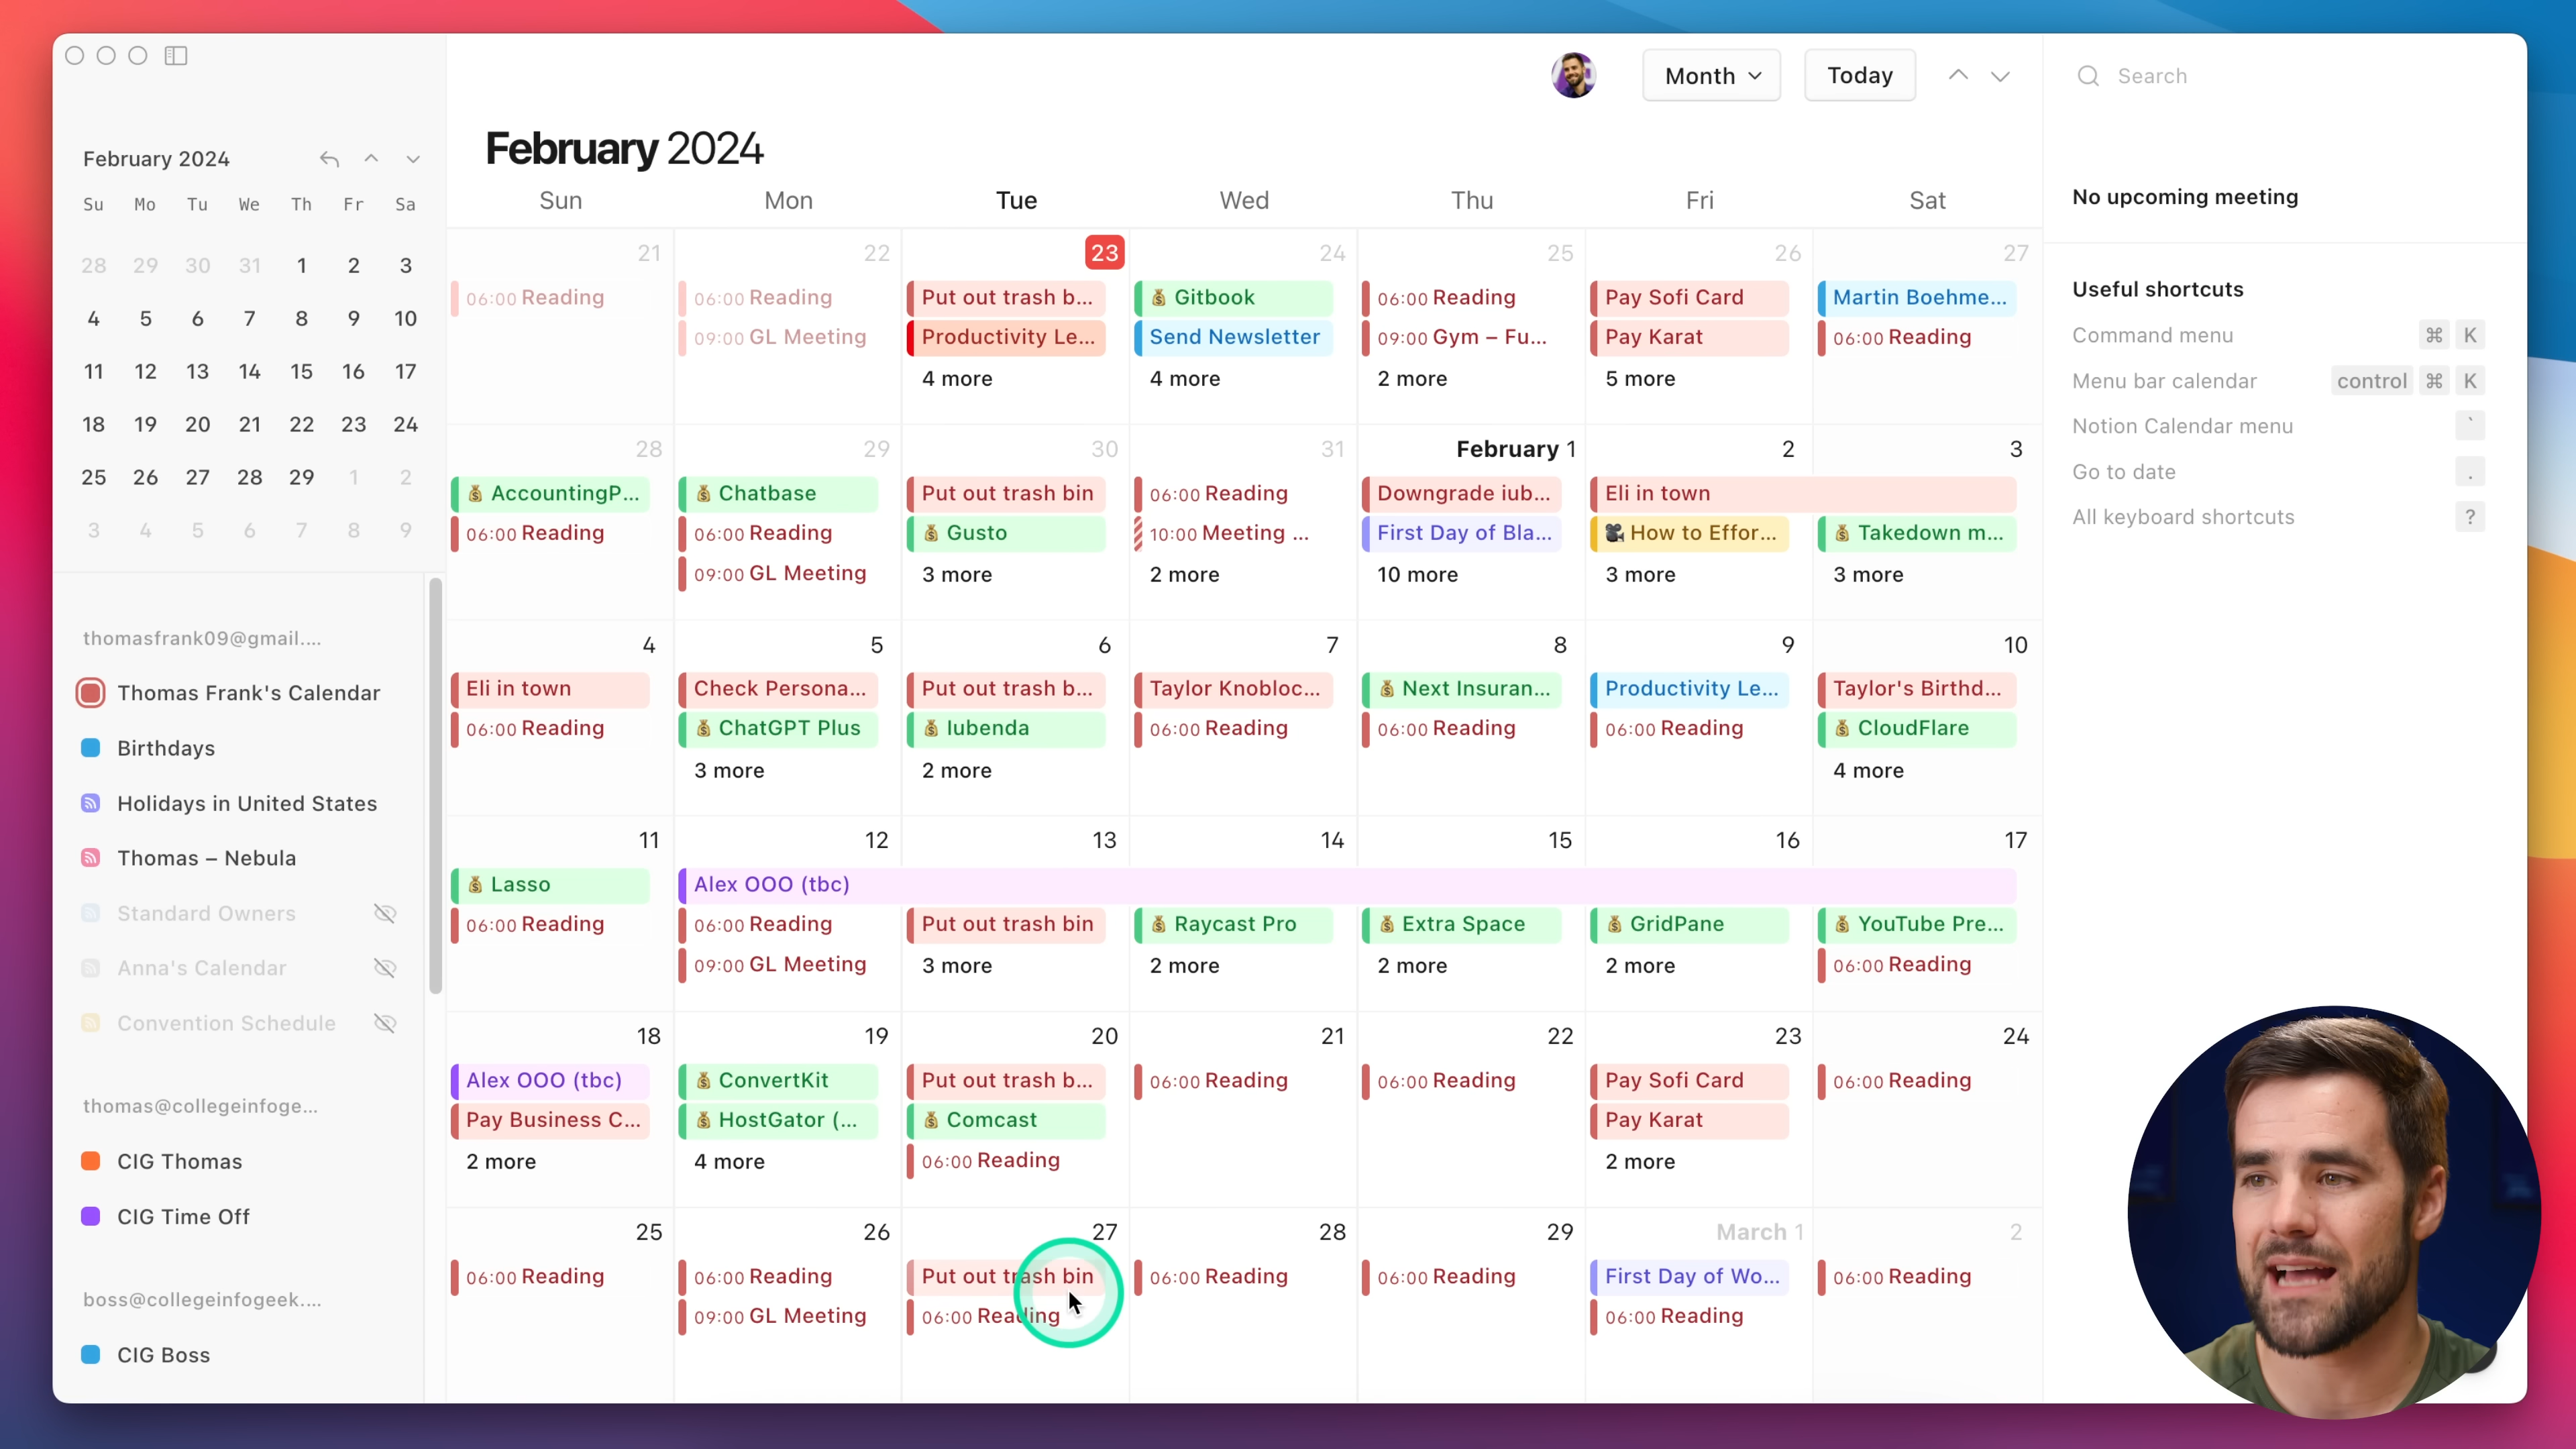 Month
Today
Search
February 2024
Su Mo Tu We Th Fr Sa
28 29 30 31 1 2 3
4 5 6 7 8 9 10
11 12 13 14 15 16 17
18 19 20 21 22 23 24
25 26 27 28 29 1 2
3 4 5 6 7 8 9
thomasfrank09@gmail....
Thomas Frank's Calendar
Birthdays
Holidays in United States
Thomas – Nebula
Standard Owners
Anna's Calendar
Convention Schedule
thomas@collegeinfoge...
CIG Thomas
CIG Time Off
boss@collegeinfogeek....
CIG Boss
February 2024
Sun Mon Tue Wed Thu Fri Sat
21 22 23 24 25 26 27
06:00 Reading 06:00 Reading Put out trash b... Gitbook 06:00 Reading Pay Sofi Card Martin Boehme...
09:00 GL Meeting Productivity Le... Send Newsletter 09:00 Gym – Fu... Pay Karat 06:00 Reading
4 more 4 more 2 more 5 more
28 29 30 31 February 1 2 3
AccountingP... Chatbase Put out trash bin 06:00 Reading Downgrade iub... Eli in town
06:00 Reading 06:00 Reading Gusto 10:00 Meeting ... First Day of Bla... How to Effor... Takedown m...
09:00 GL Meeting 3 more 2 more 10 more 3 more 3 more
4 5 6 7 8 9 10
Eli in town Check Persona... Put out trash b... Taylor Knobloc... Next Insuran... Productivity Le... Taylor's Birthd...
06:00 Reading ChatGPT Plus Iubenda 06:00 Reading 06:00 Reading 06:00 Reading CloudFlare
3 more 2 more 4 more
11 12 13 14 15 16 17
Lasso Alex OOO (tbc)
06:00 Reading 06:00 Reading Put out trash bin Raycast Pro Extra Space GridPane YouTube Pre...
09:00 GL Meeting 3 more 2 more 2 more 2 more 06:00 Reading
18 19 20 21 22 23 24
Alex OOO (tbc) ConvertKit Put out trash b... 06:00 Reading 06:00 Reading Pay Sofi Card 06:00 Reading
Pay Business C... HostGator (... Comcast Pay Karat
2 more 4 more 06:00 Reading 2 more
25 26 27 28 29 March 1 2
06:00 Reading 06:00 Reading Put out trash bin 06:00 Reading 06:00 Reading First Day of Wo... 06:00 Reading
09:00 GL Meeting 06:00 Reading 06:00 Reading
No upcoming meeting
Useful shortcuts
Command menu ⌘ K
Menu bar calendar control ⌘ K
Notion Calendar menu `
Go to date .
All keyboard shortcuts ?